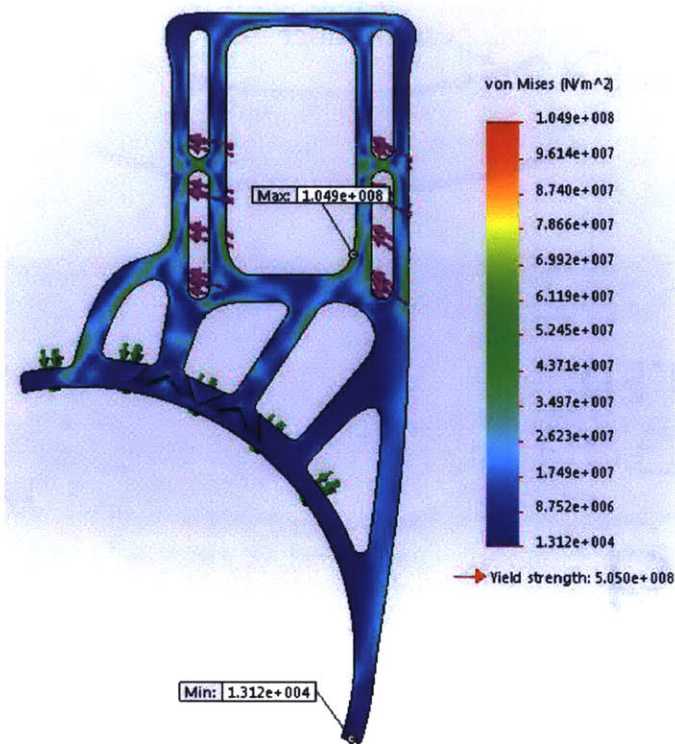 von Mises (N/m^2)
1.049e+008
9.614e+007
8.740e+007
7.866e+007
6.992e+007
6.119e+007
5.245e+007
4.371e+007
3.497e+007
2.623e+007
1.749e+007
8.752e+006
1.312e+004
Yield strength: 5.050e+008
Max: 1.049e+008
Min: 1.312e+004